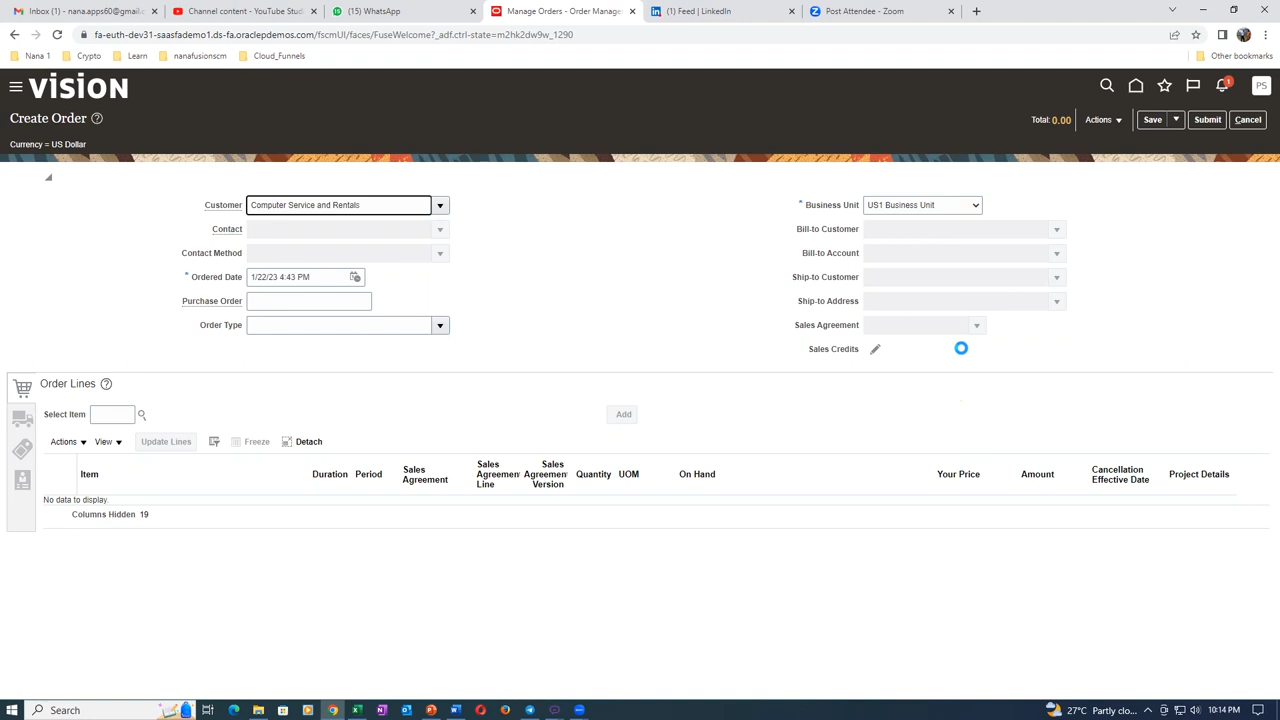 Inbox (1) - nana.apps60@gmail.c
Channel content - YouTube Studi
(15) WhatsApp
Manage Orders - Order Manage
(1) Feed | LinkedIn
Post Attendee - Zoom
fa-euth-dev31-saasfademo1.ds-fa.oraclepdemos.com/fscmUI/faces/FuseWelcome?_adf.ctrl-state=m2hk2dw9w_1290
Nana 1
Crypto
Learn
nanafusionscm
Cloud_Funnels
Other bookmarks
VISION
1
PS
Create Order
Total: 0.00
Actions
Save
Submit
Cancel
Currency = US Dollar
Customer Computer Service and Rentals
* Business Unit US1 Business Unit
Contact
Bill-to Customer
Contact Method
Bill-to Account
* Ordered Date 1/22/23 4:43 PM
Ship-to Customer
Purchase Order
Ship-to Address
Order Type
Sales Agreement
Sales Credits
Order Lines
Select Item
Add
Actions View Update Lines Freeze Detach
Item
Duration
Period
Sales Agreement
Sales Agreement Line
Sales Agreement Version
Quantity
UOM
On Hand
Your Price
Amount
Cancellation Effective Date
Project Details
No data to display.
Columns Hidden 19
Search
27°C Partly clo...
10:14 PM